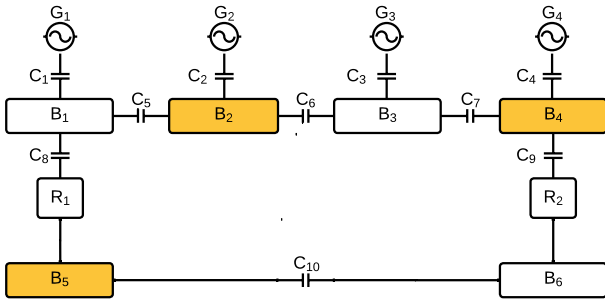 G₁ G₂ G₃ G₄
C₁ C₂ C₃ C₄
B₁ C₅ B₂ C₆ B₃ C₇ B₄
C₈ C₉
R₁ R₂
B₅ C₁₀ B₆